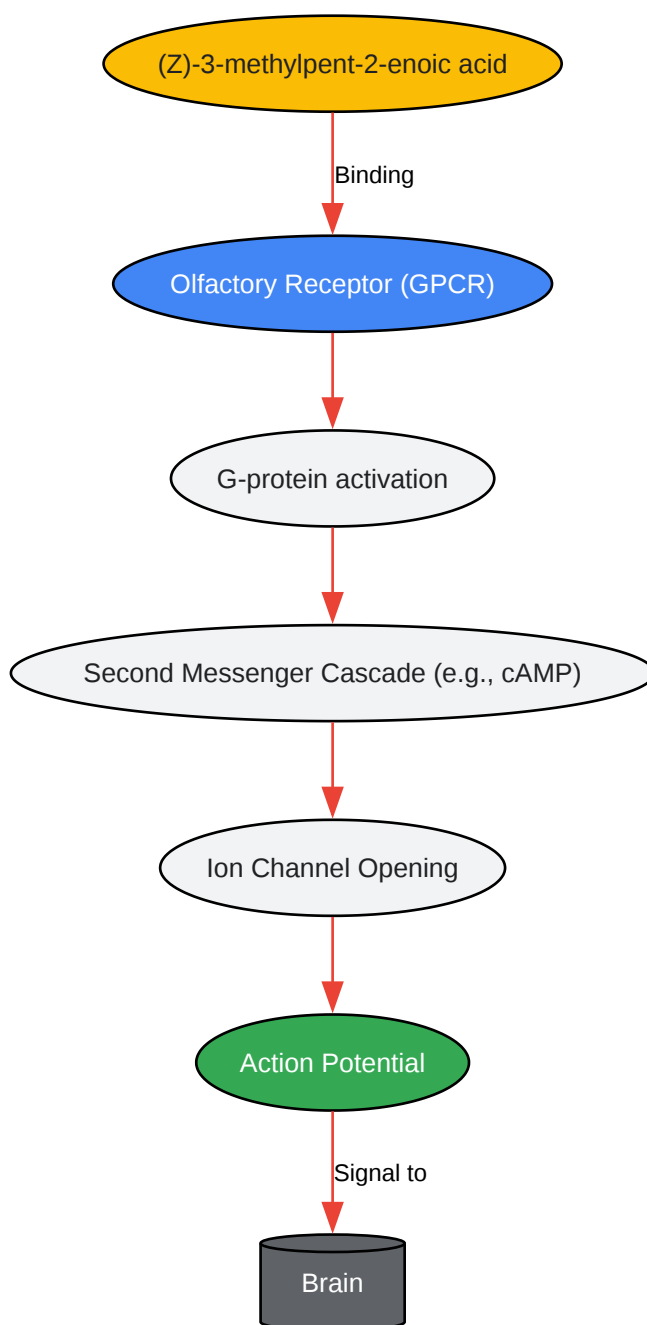 (Z)-3-methylpent-2-enoic acid
Binding
Olfactory Receptor (GPCR)
G-protein activation
Second Messenger Cascade (e.g., cAMP)
Ion Channel Opening
Action Potential
Signal to
Brain